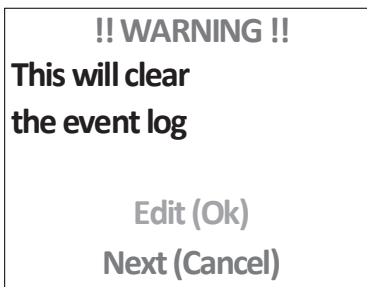 !! WARNING !!
This will clear
the event log
Edit (Ok)
Next (Cancel)